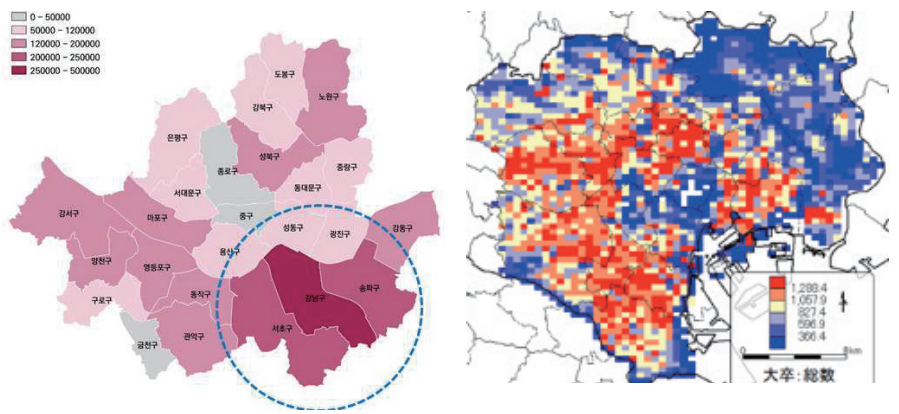 0 - 50000
50000 - 120000
120000 - 200000
200000 - 250000
250000 - 500000
도봉구
노원구
강북구
은평구
성북구
중랑구
종로구
동대문구
서대문구
강서구
마포구
중구
성동구
광진구
강동구
용산구
양천구
영등포구
송파구
동작구
강남구
구로구
서초구
관악구
금천구
1,288.4
1,057.9
827.4
596.9
366.4
0
8km
大卒:総数